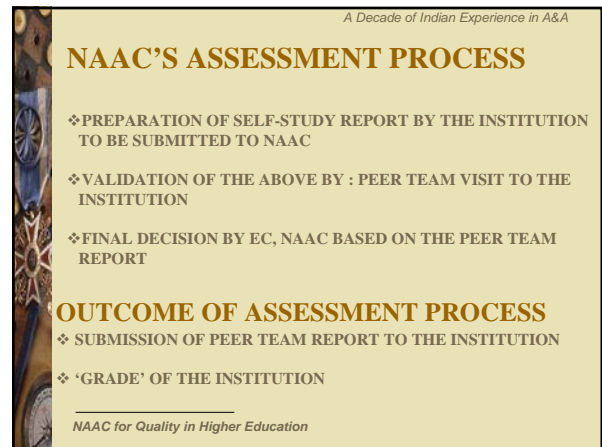 A Decade of Indian Experience in A&A
NAAC'S ASSESSMENT PROCESS
❖PREPARATION OF SELF-STUDY REPORT BY THE INSTITUTION
TO BE SUBMITTED TO NAAC
❖VALIDATION OF THE ABOVE BY : PEER TEAM VISIT TO THE
INSTITUTION
❖FINAL DECISION BY EC, NAAC BASED ON THE PEER TEAM
REPORT
OUTCOME OF ASSESSMENT PROCESS
❖ SUBMISSION OF PEER TEAM REPORT TO THE INSTITUTION
❖ ‘GRADE’ OF THE INSTITUTION
NAAC for Quality in Higher Education